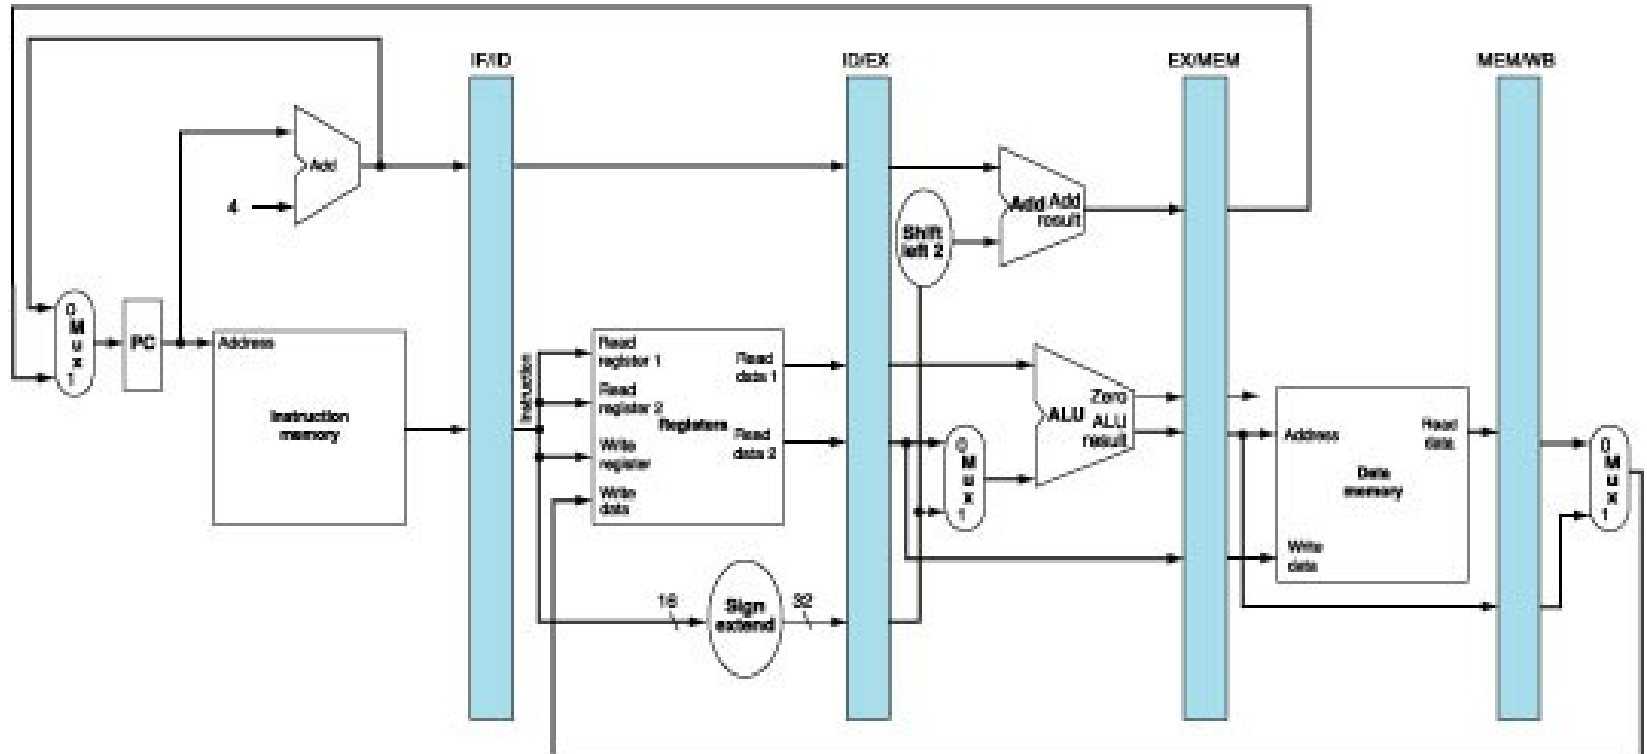 IF/ID
ID/EX
EX/MEM
MEM/WB
Add
4
Shift
left 2
Add
Add
result
0
M
u
x
1
PC
Address
Instruction
memory
Instruction
Read
register 1
Read
register 2
Registers
Write
register
Write
data
Read
data 1
Read
data 2
16
Sign
extend
32
0
M
u
x
1
Zero
ALU
ALU
result
Address
Read
data
Data
memory
Write
data
0
M
u
x
1